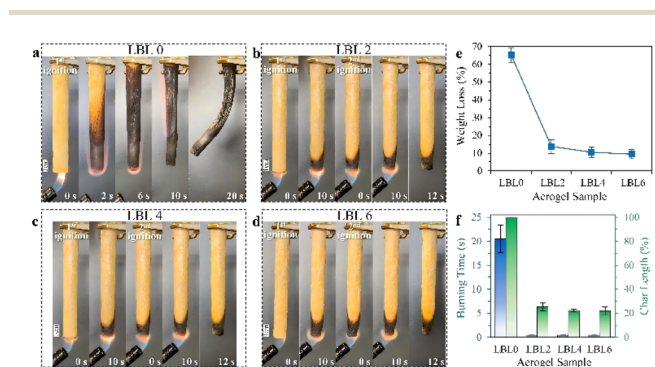 a
LBL 0
1st
ignition
0 s
2 s
6 s
10 s
20 s
b
LBL 2
1st
ignition
2nd
ignition
0 s
10 s
0 s
10 s
12 s
c
LBL 4
1st
ignition
2nd
ignition
0 s
10 s
0 s
10 s
12 s
d
LBL 6
1st
ignition
2nd
ignition
0 s
10 s
0 s
10 s
12 s
e
Weight Loss (%)
70
60
50
40
30
20
10
0
LBL0 LBL2 LBL4 LBL6
Aerogel Sample
f
Burning Time (s)
25
20
15
10
5
0
100
80
60
40
20
0
Char Length (%)
LBL0 LBL2 LBL4 LBL6
Aerogel Sample